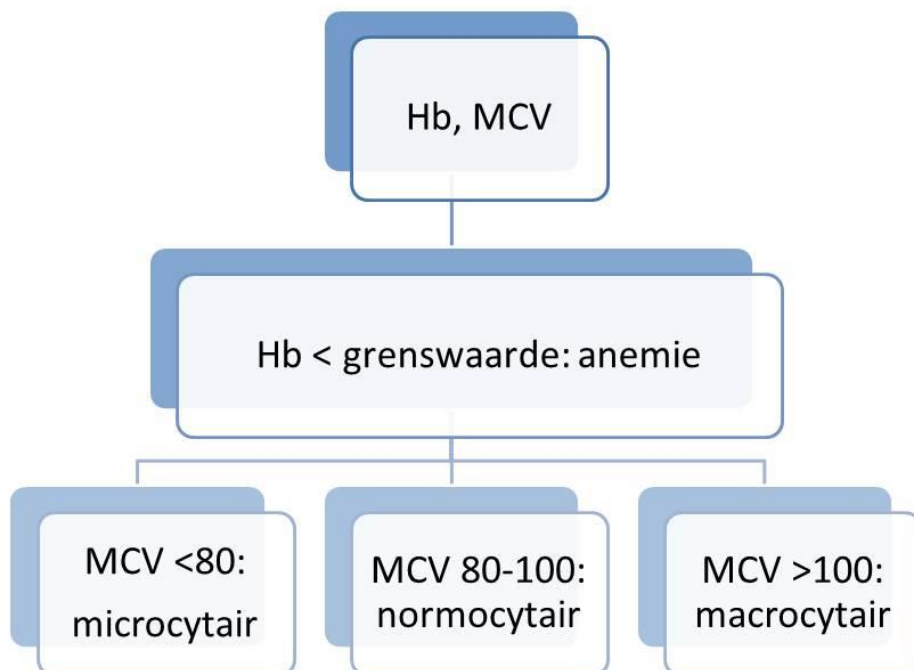 Hb, MCV
Hb < grenswaarde: anemie
MCV <80:
microcytair
MCV 80-100:
normocytair
MCV >100:
macrocytair